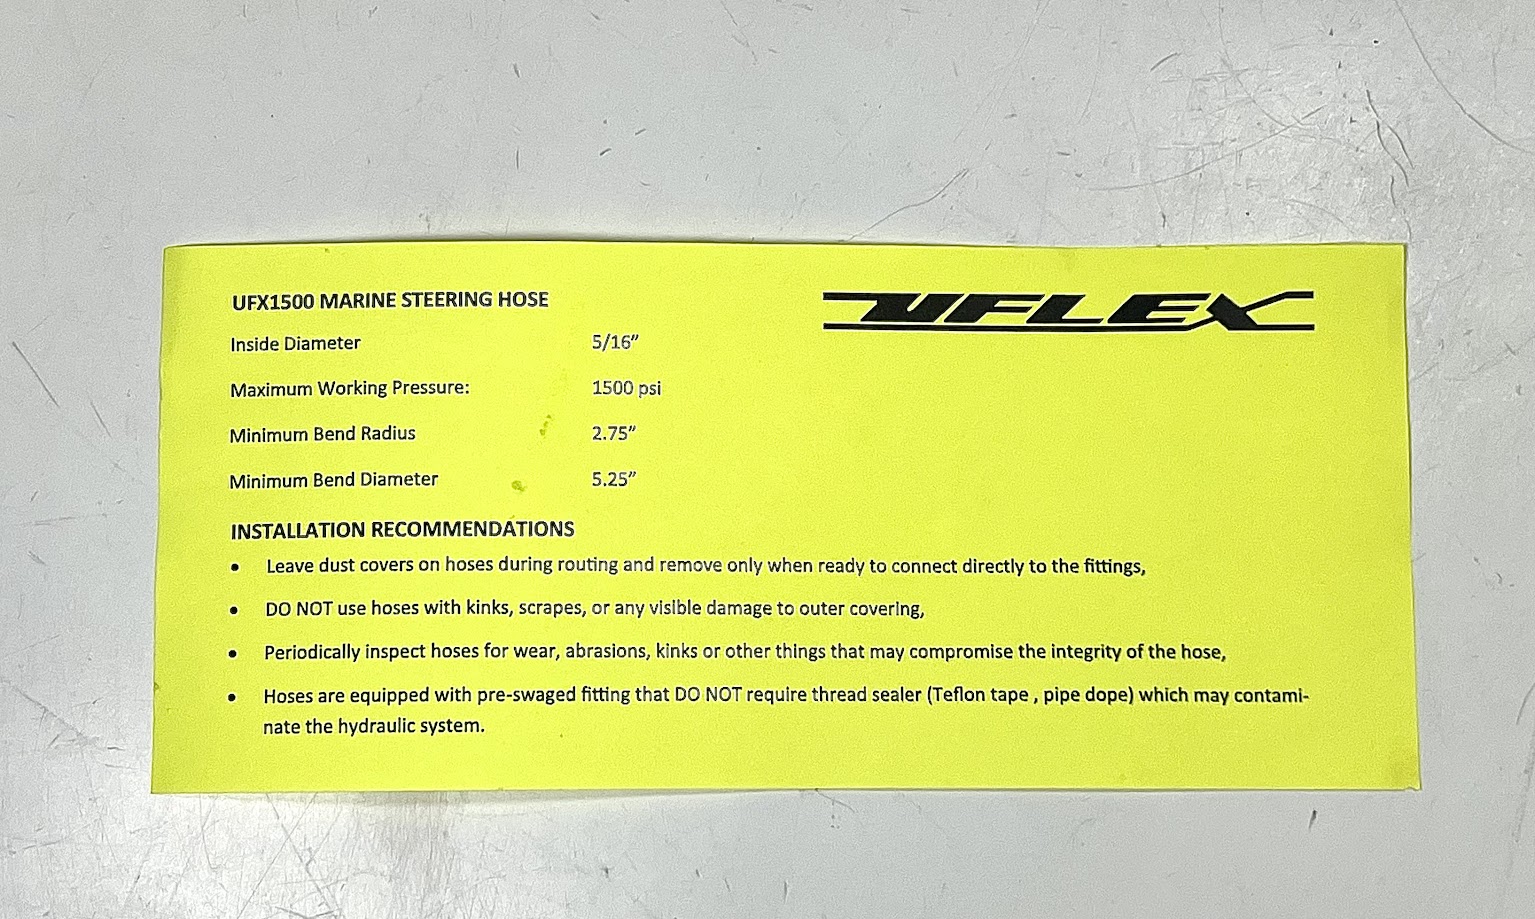 UFX1500 MARINE STEERING HOSE
UFLEX
Inside Diameter 5/16”
Maximum Working Pressure: 1500 psi
Minimum Bend Radius 2.75”
Minimum Bend Diameter 5.25”
INSTALLATION RECOMMENDATIONS
• Leave dust covers on hoses during routing and remove only when ready to connect directly to the fittings,
• DO NOT use hoses with kinks, scrapes, or any visible damage to outer covering,
• Periodically inspect hoses for wear, abrasions, kinks or other things that may compromise the integrity of the hose,
• Hoses are equipped with pre-swaged fitting that DO NOT require thread sealer (Teflon tape , pipe dope) which may contami-
nate the hydraulic system.